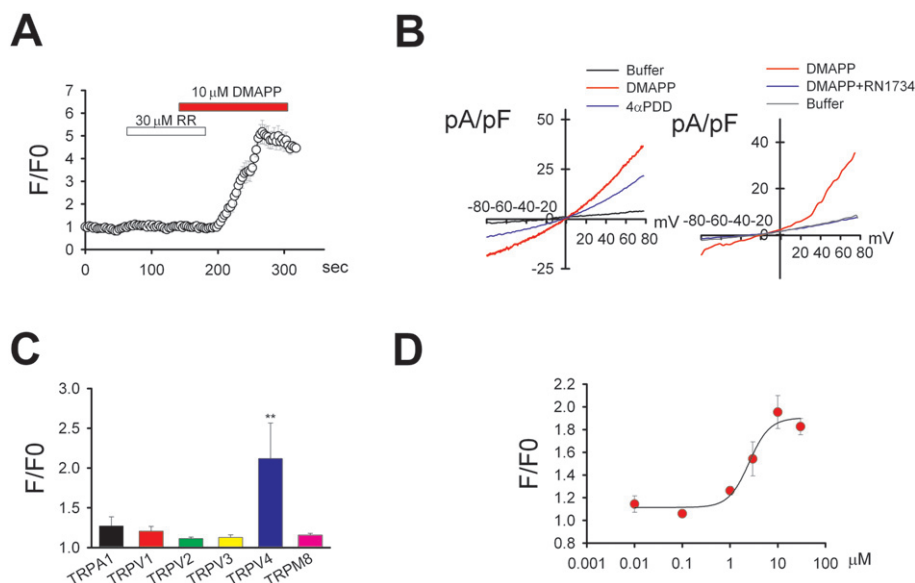 A
10 μM DMAPP
30 μM RR
F/F0
7
6
5
4
3
2
1
0
0 100 200 300 sec
B
Buffer
DMAPP
4αPDD
pA/pF
50
25
0
-25
-80-60-40-20
20 40 60 80
mV
DMAPP
DMAPP+RN1734
Buffer
pA/pF
40
20
0
-80-60-40-20
20 40 60 80
mV
C
F/F0
3.0
2.5
2.0
1.5
1.0
**
TRPA1 TRPV1 TRPV2 TRPV3 TRPV4 TRPM8
D
F/F0
2.2
2.0
1.8
1.6
1.4
1.2
1.0
0.8
0.001 0.01 0.1 1 10 100 μM